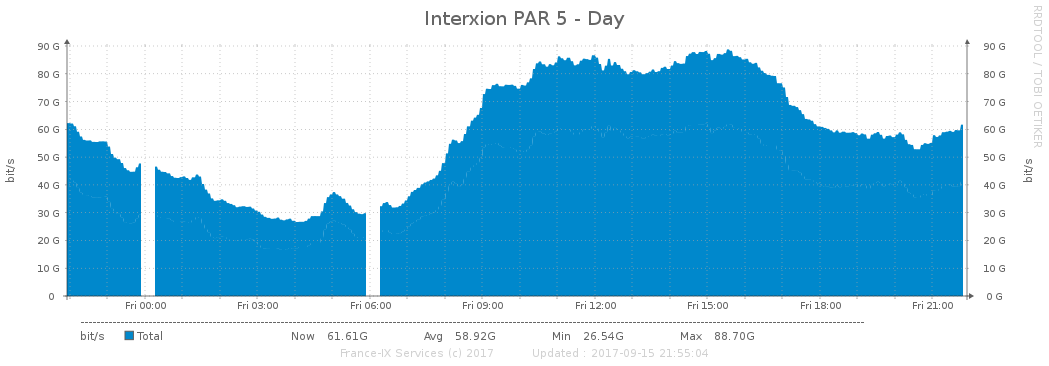 Interxion PAR 5 - Day
RRDTOOL / TOBI OETIKER
90 G 90 G
80 G 80 G
70 G 70 G
60 G 60 G
50 G 50 G
40 G 40 G
30 G 30 G
20 G 20 G
10 G 10 G
0 0 G
bit/s
bit/s
Fri 00:00 Fri 03:00 Fri 06:00 Fri 09:00 Fri 12:00 Fri 15:00 Fri 18:00 Fri 21:00
bit/s Total Now 61.61G Avg 58.92G Min 26.54G Max 88.70G
France-IX Services (c) 2017 Updated : 2017-09-15 21:55:04